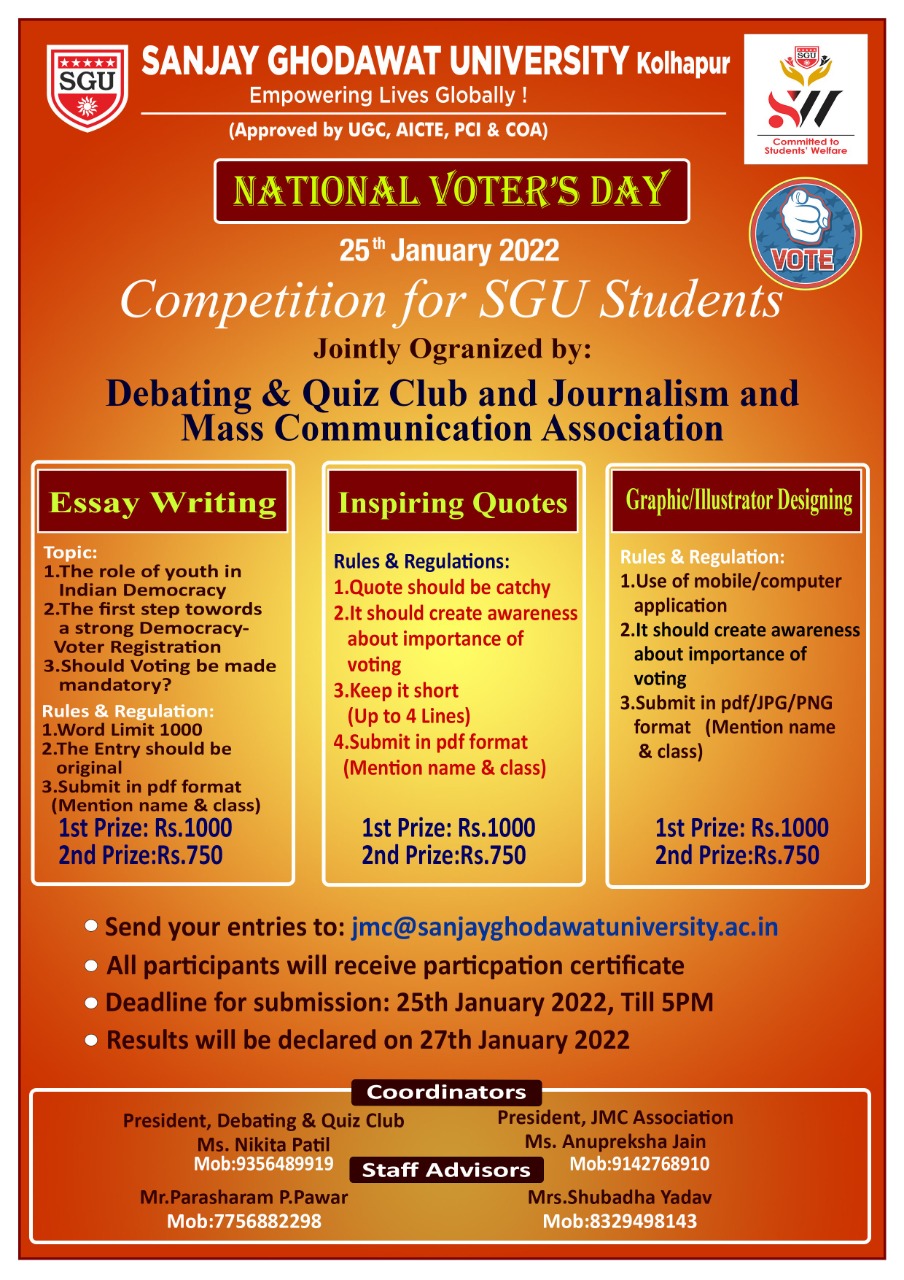 SGU
SANJAY GHODAWAT UNIVERSITY Kolhapur
Empowering Lives Globally !
(Approved by UGC, AICTE, PCI & COA)
SGU
SW
Committed to
Students' Welfare
NATIONAL VOTER'S DAY
25th January 2022
VOTE
Competition for SGU Students
Jointly Ogranized by:
Debating & Quiz Club and Journalism and
Mass Communication Association
Essay Writing
Topic:
1.The role of youth in
Indian Democracy
2.The first step towords
a strong Democracy-
Voter Registration
3.Should Voting be made
mandatory?
Rules & Regulation:
1.Word Limit 1000
2.The Entry should be
original
3.Submit in pdf format
(Mention name & class)
1st Prize: Rs.1000
2nd Prize:Rs.750
Inspiring Quotes
Rules & Regulations:
1.Quote should be catchy
2.It should create awareness
about importance of
voting
3.Keep it short
(Up to 4 Lines)
4.Submit in pdf format
(Mention name & class)
1st Prize: Rs.1000
2nd Prize:Rs.750
Graphic/Illustrator Designing
Rules & Regulation:
1.Use of mobile/computer
application
2.It should create awareness
about importance of
voting
3.Submit in pdf/JPG/PNG
format (Mention name
& class)
1st Prize: Rs.1000
2nd Prize:Rs.750
Send your entries to: jmc@sanjayghodawatuniversity.ac.in
All participants will receive particpation certificate
Deadline for submission: 25th January 2022, Till 5PM
Results will be declared on 27th January 2022
Coordinators
President, Debating & Quiz Club
Ms. Nikita Patil
Mob:9356489919
President, JMC Association
Ms. Anupreksha Jain
Mob:9142768910
Staff Advisors
Mr.Parasharam P.Pawar
Mob:7756882298
Mrs.Shubadha Yadav
Mob:8329498143